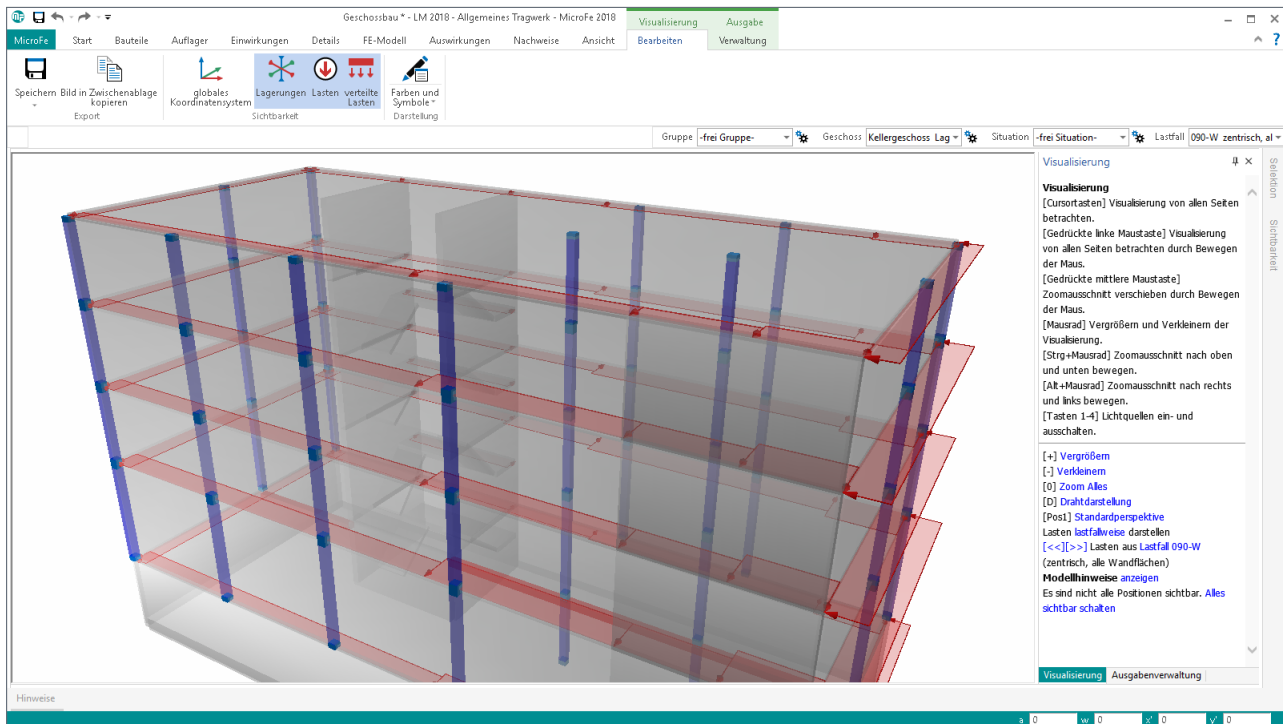 Geschossbau * - LM 2018 - Allgemeines Tragwerk - MicroFe 2018
Visualisierung Ausgabe
MicroFe Start Bauteile Auflager Einwirkungen Details FE-Modell Auswirkungen Nachweise Ansicht Bearbeiten Verwaltung
Speichern Bild in Zwischenablage kopieren globales Koordinatensystem Lagerungen Lasten verteilte Lasten Farben und Symbole
Export Sichtbarkeit Darstellung
Gruppe -frei Gruppe- Geschoss Kellergeschoss Lag Situation -frei Situation- Lastfall 090-W zentrisch, al
Visualisierung
Selektion
Sichtbarkeit
Visualisierung
[Cursortasten] Visualisierung von allen Seiten
betrachten.
[Gedrückte linke Maustaste] Visualisierung
von allen Seiten betrachten durch Bewegen
der Maus.
[Gedrückte mittlere Maustaste]
Zoomausschnitt verschieben durch Bewegen
der Maus.
[Mausrad] Vergrößern und Verkleinern der
Visualisierung.
[Strg+Mausrad] Zoomausschnitt nach oben
und unten bewegen.
[Alt+Mausrad] Zoomausschnitt nach rechts
und links bewegen.
[Tasten 1-4] Lichtquellen ein- und
ausschalten.
[+] Vergrößern
[-] Verkleinern
[0] Zoom Alles
[D] Drahtdarstellung
[Pos1] Standardperspektive
Lasten lastfallweise darstellen
[<<][>>] Lasten aus Lastfall 090-W
(zentrisch, alle Wandflächen)
Modellhinweise anzeigen
Es sind nicht alle Positionen sichtbar. Alles
sichtbar schalten
Visualisierung Ausgabenverwaltung
Hinweise
a 0 w 0 x' 0 y' 0